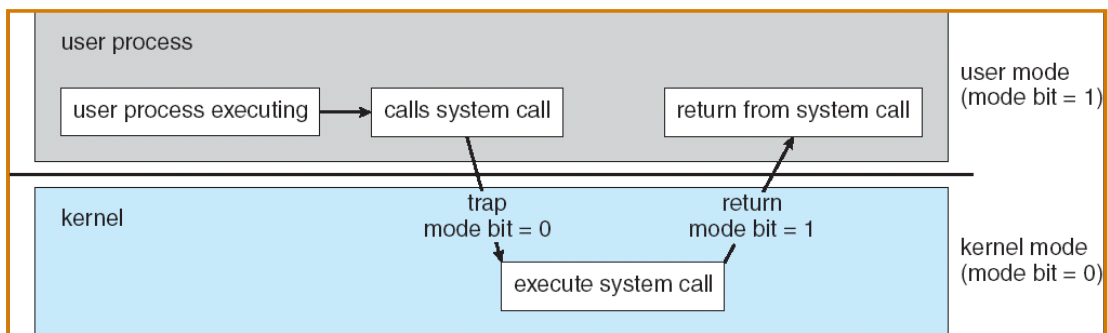 user process
user process executing
calls system call
return from system call
user mode
(mode bit = 1)
kernel
trap
mode bit = 0
return
mode bit = 1
execute system call
kernel mode
(mode bit = 0)